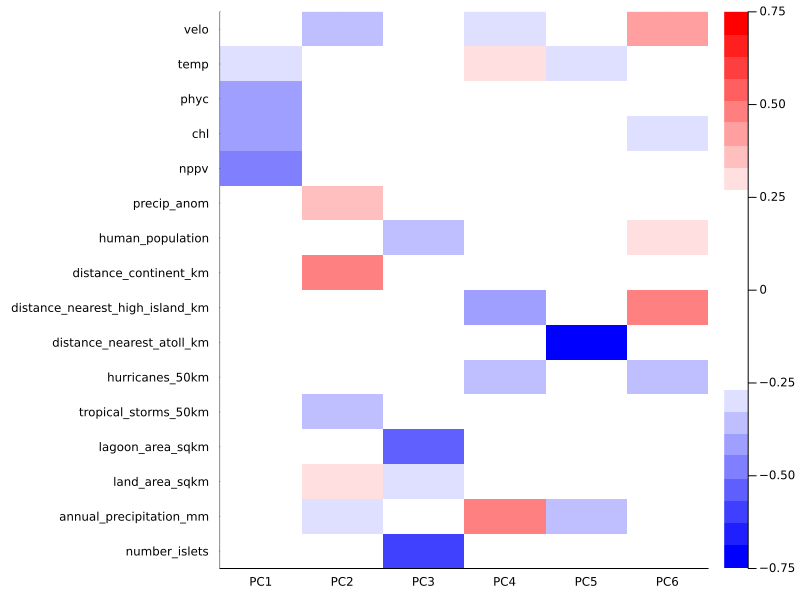 velo
temp
phyc
chl
nppv
precip_anom
human_population
distance_continent_km
distance_nearest_high_island_km
distance_nearest_atoll_km
hurricanes_50km
tropical_storms_50km
lagoon_area_sqkm
land_area_sqkm
annual_precipitation_mm
number_islets
PC1 PC2 PC3 PC4 PC5 PC6
0.75
0.50
0.25
0
−0.25
−0.50
−0.75